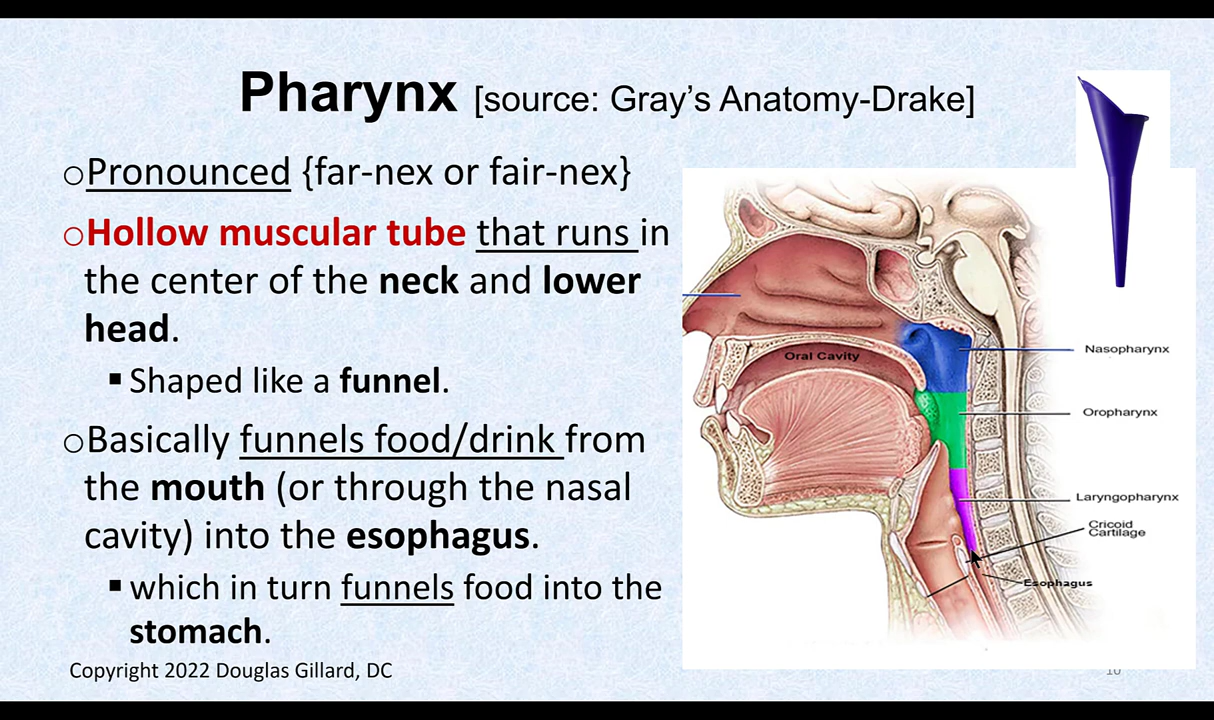 Pharynx [source: Gray's Anatomy-Drake]
oPronounced {far-nex or fair-nex}
oHollow muscular tube that runs in
the center of the neck and lower
head.
▪Shaped like a funnel.
oBasically funnels food/drink from
the mouth (or through the nasal
cavity) into the esophagus.
▪which in turn funnels food into the
stomach.
Copyright 2022 Douglas Gillard, DC
Oral Cavity
Nasopharynx
Oropharynx
Laryngopharynx
Cricoid
Cartilage
Esophagus
10